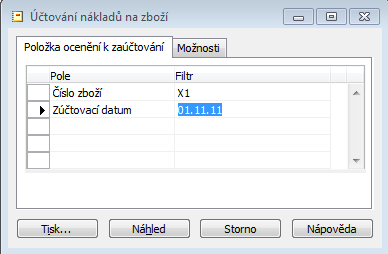 Účtování nákladů na zboží
Položka ocenění k zaúčtování Možnosti
Pole Filtr
Číslo zboží X1
Zúčtovací datum 01.11.11
Tisk... Náhled Storno Nápověda